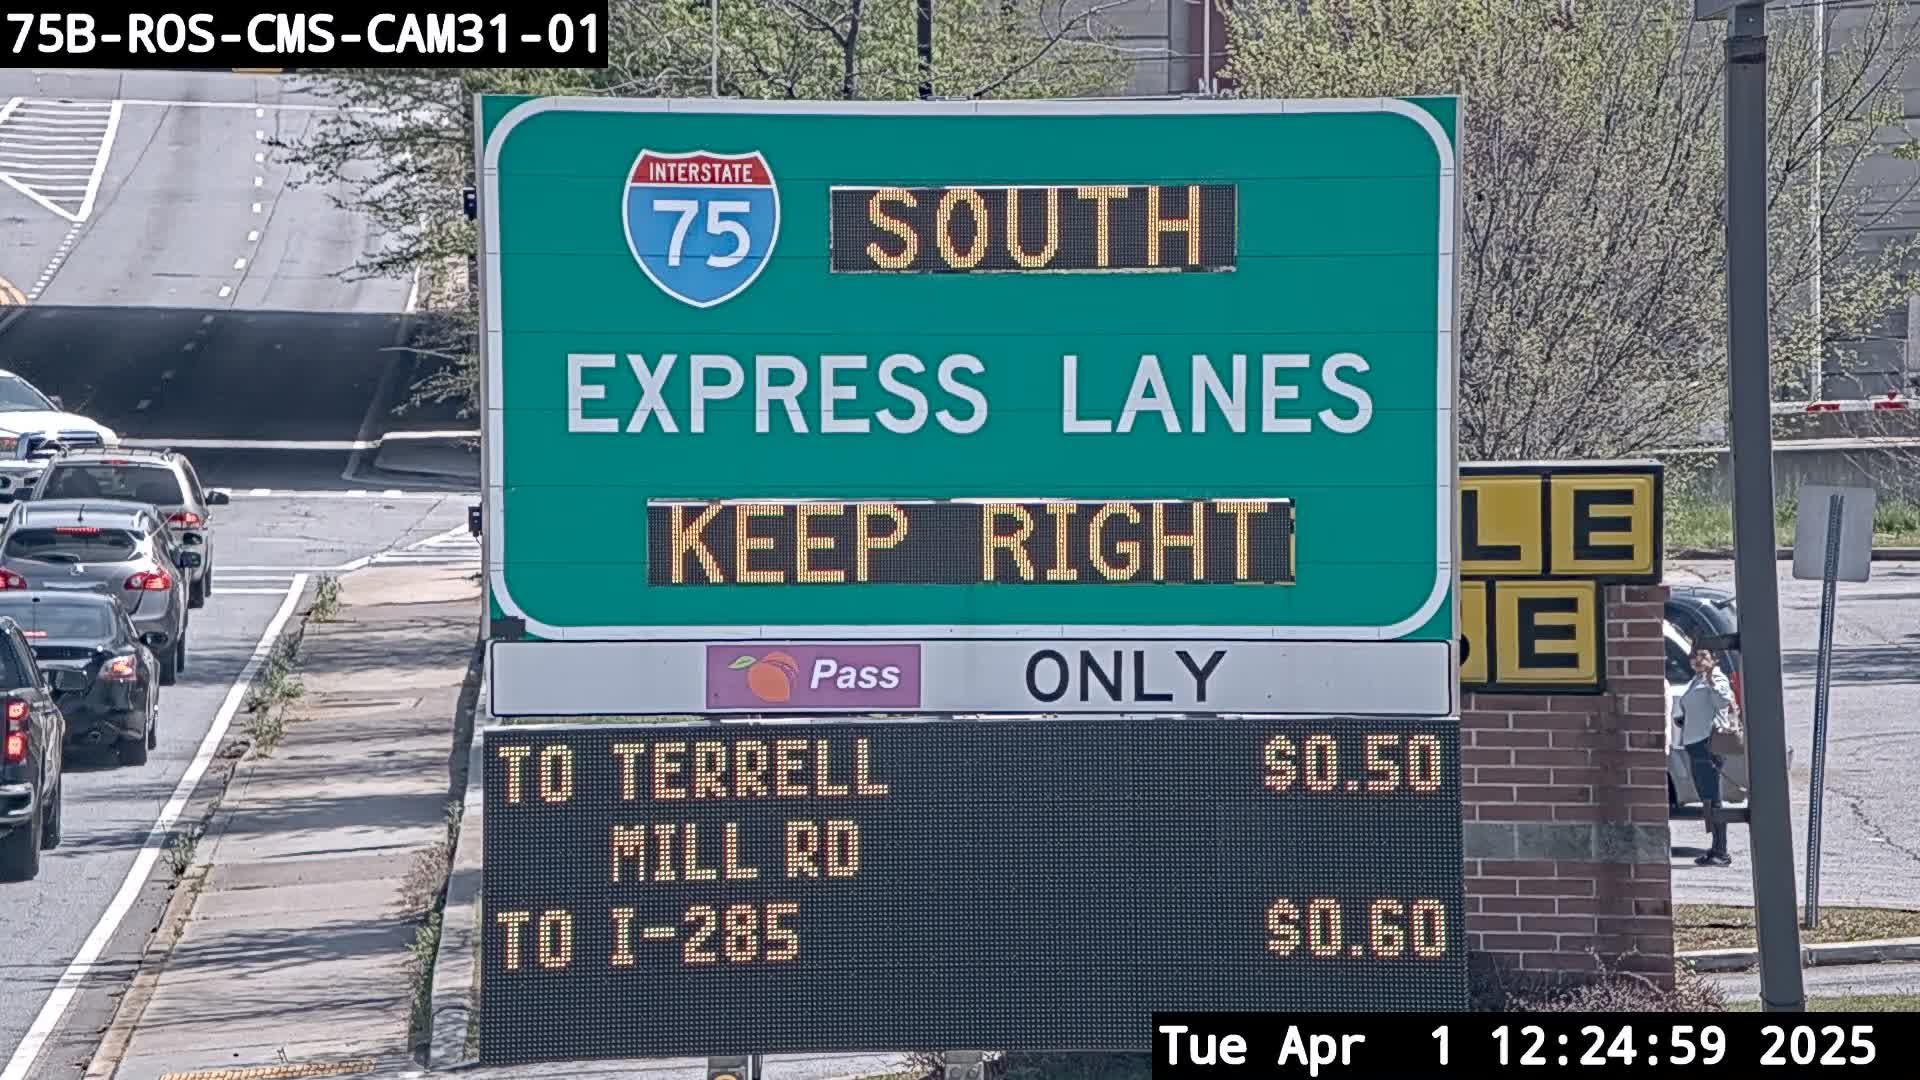 75B-ROS-CMS-CAM31-01
INTERSTATE
75
SOUTH
EXPRESS LANES
KEEP RIGHT
Pass ONLY
TO TERRELL $0.50
MILL RD
TO I-285 $0.60
LE
E
Tue Apr 1 12:24:59 2025